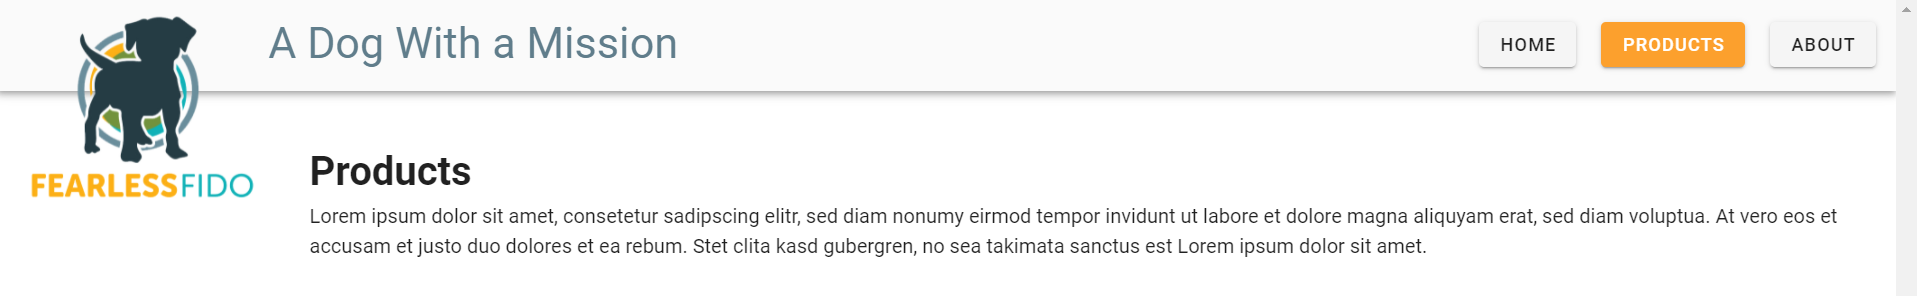 A Dog With a Mission
HOME
PRODUCTS
ABOUT
FEARLESSFIDO
Products
Lorem ipsum dolor sit amet, consetetur sadipscing elitr, sed diam nonumy eirmod tempor invidunt ut labore et dolore magna aliquyam erat, sed diam voluptua. At vero eos et
accusam et justo duo dolores et ea rebum. Stet clita kasd gubergren, no sea takimata sanctus est Lorem ipsum dolor sit amet.